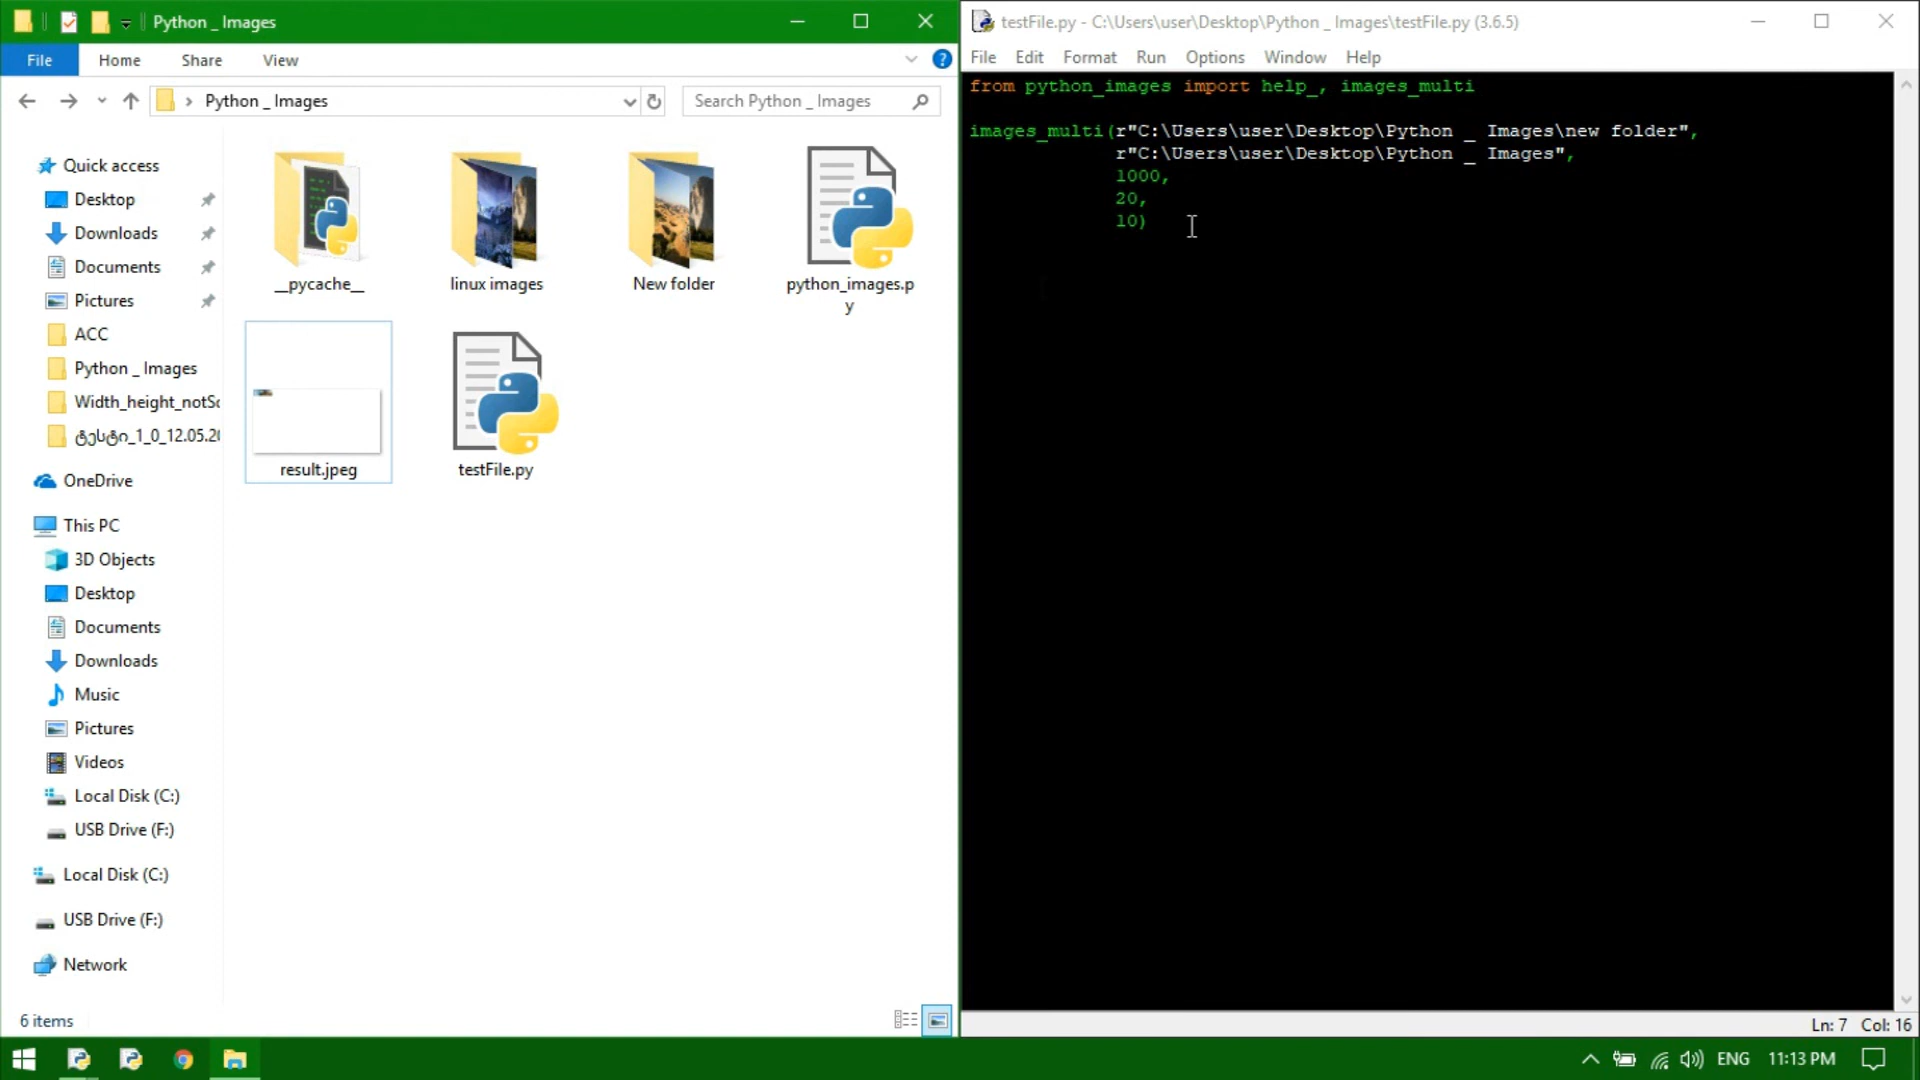 Python _ Images
File
Home
Share
View
Python _ Images
Search Python _ Images
Quick access
Desktop
Downloads
Documents
Pictures
ACC
Python _ Images
Width_height_notSc
ტესტი_1_0_12.05.20
OneDrive
This PC
3D Objects
Desktop
Documents
Downloads
Music
Pictures
Videos
Local Disk (C:)
USB Drive (F:)
Local Disk (C:)
USB Drive (F:)
Network
__pycache__
linux images
New folder
python_images.p
y
result.jpeg
testFile.py
6 items
testFile.py - C:\Users\user\Desktop\Python _ Images\testFile.py (3.6.5)
File Edit Format Run Options Window Help
from python_images import help_, images_multi
images_multi(r"C:\Users\user\Desktop\Python _ Images\new folder",
r"C:\Users\user\Desktop\Python _ Images",
1000,
20,
10)
Ln: 7 Col: 16
ENG
11:13 PM